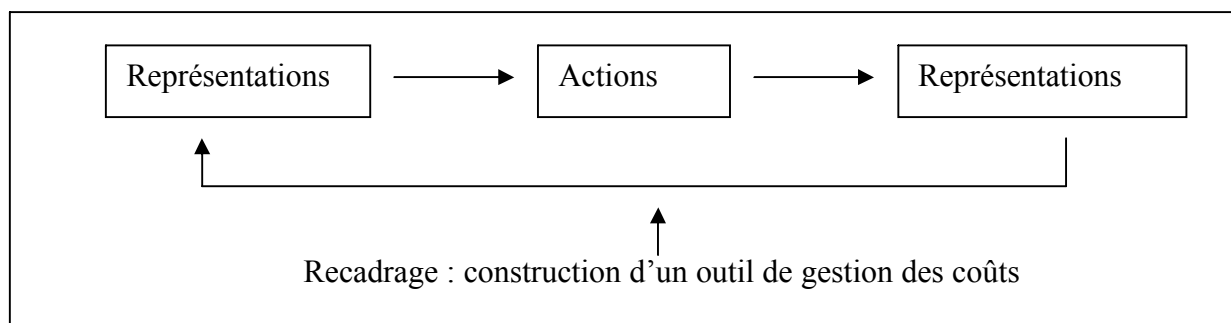 Représentations
Actions
Représentations
Recadrage : construction d’un outil de gestion des coûts